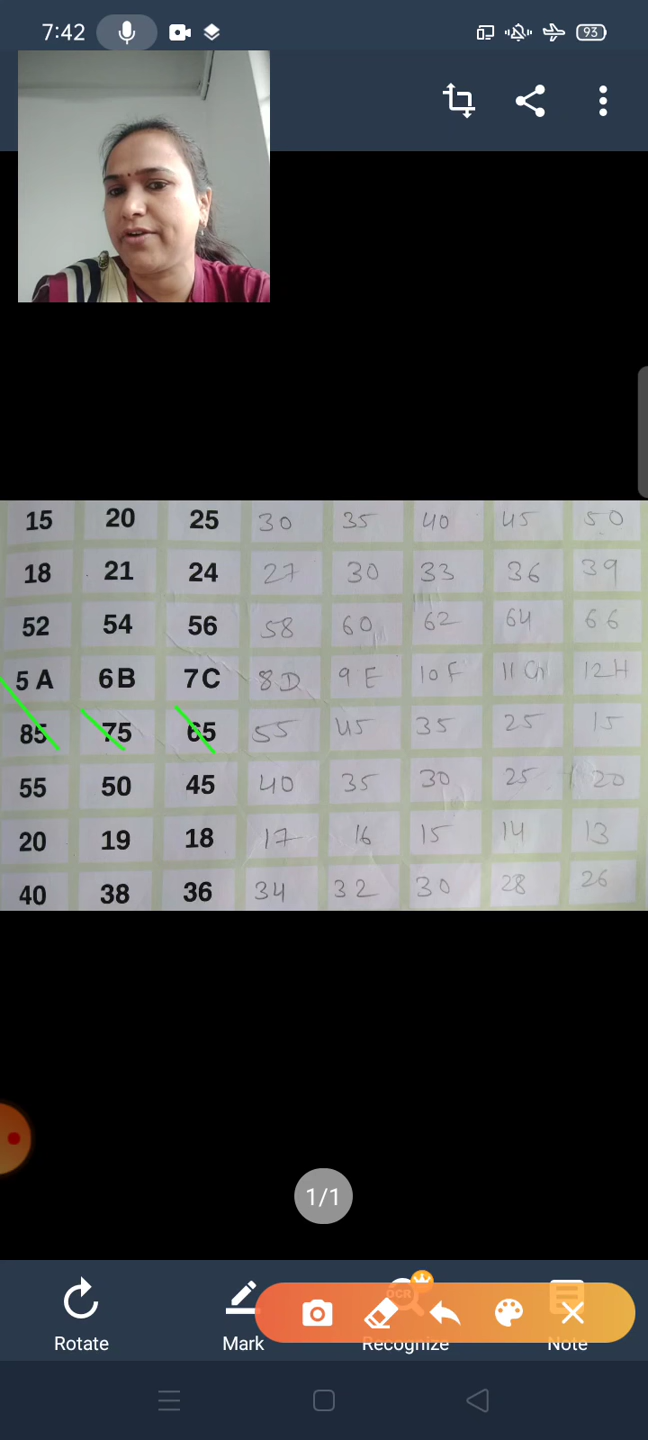 7:42
93
15 20 25 30 35 40 45 50
18 21 24 27 30 33 36 39
52 54 56 58 60 62 64 66
5 A 6 B 7 C 8 D 9 E 10 F 11 G 12 H
85 75 65 55 45 35 25 15
55 50 45 40 35 30 25 20
20 19 18 17 16 15 14 13
40 38 36 34 32 30 28 26
1/1
OCR
Rotate Mark Recognize Note